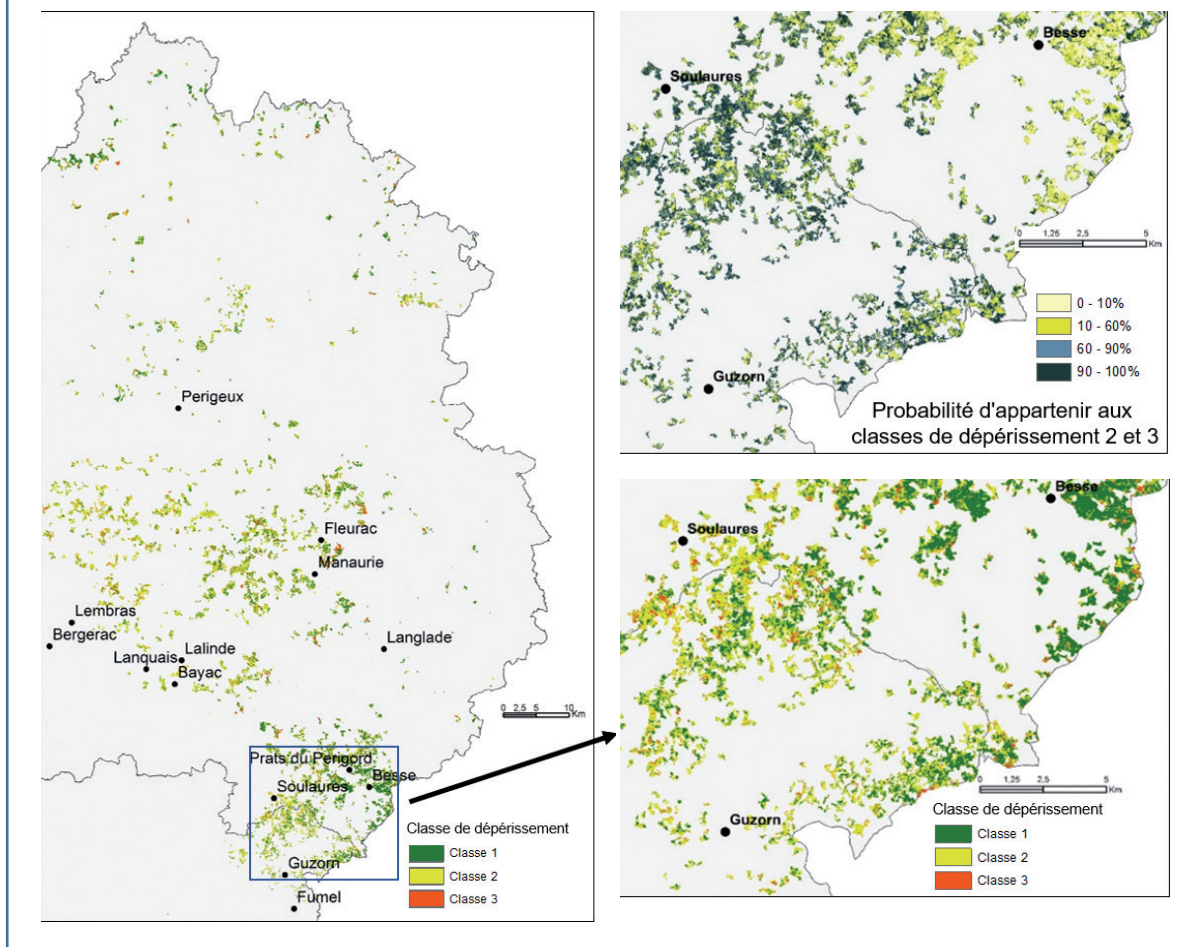 Perigeux
Fleurac
Manaurie
Lembras
Bergerac
Langlade
Lalinde
Lanquais
Bayac
0 2,5 5 10
Km
Prats du Perigord
Besse
Soulaures
Guzorn
Fumel
Classe de dépérissement
Classe 1
Classe 2
Classe 3
Besse
Soulaures
Guzorn
0 1,25 2,5 5
Km
0 - 10%
10 - 60%
60 - 90%
90 - 100%
Probabilité d'appartenir aux
classes de dépérissement 2 et 3
Besse
Soulaures
Guzorn
0 1,25 2,5 5
Km
Classe de dépérissement
Classe 1
Classe 2
Classe 3